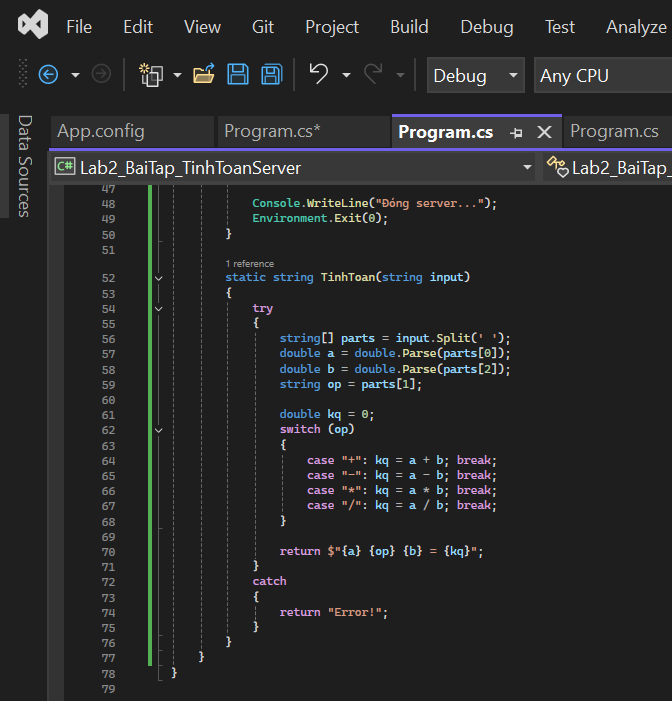 File Edit View Git Project Build Debug Test Analyze
Debug Any CPU
Data Sources
App.config Program.cs* Program.cs Program.cs
C# Lab2_BaiTap_TinhToanServer Lab2_BaiTap_
47
48 Console.WriteLine("Đóng server...");
49 Environment.Exit(0);
50 }
51
1 reference
52 static string TinhToan(string input)
53 {
54 try
55 {
56 string[] parts = input.Split(' ');
57 double a = double.Parse(parts[0]);
58 double b = double.Parse(parts[2]);
59 string op = parts[1];
60
61 double kq = 0;
62 switch (op)
63 {
64 case "+": kq = a + b; break;
65 case "-": kq = a - b; break;
66 case "*": kq = a * b; break;
67 case "/": kq = a / b; break;
68 }
69
70 return $"{a} {op} {b} = {kq}";
71 }
72 catch
73 {
74 return "Error!";
75 }
76 }
77 }
78 }
79